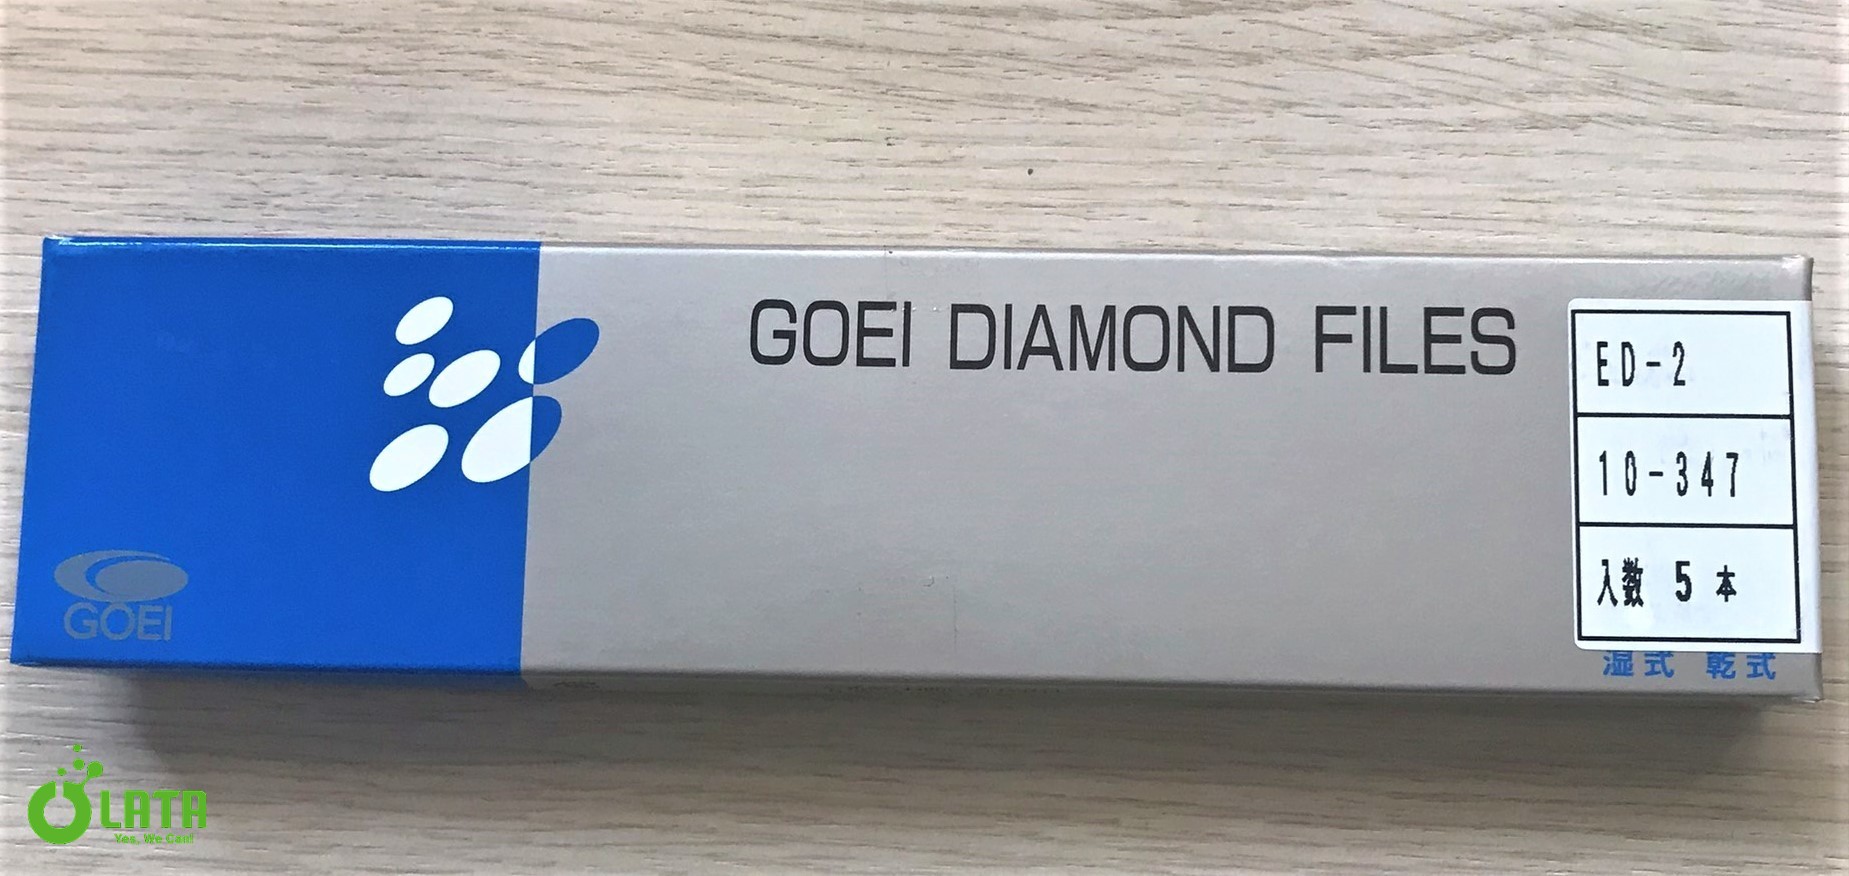 GOEI DIAMOND FILES
ED-2
10-347
入数 5 本
湿式 乾式
GOEI
LATA
Yes, We Can!